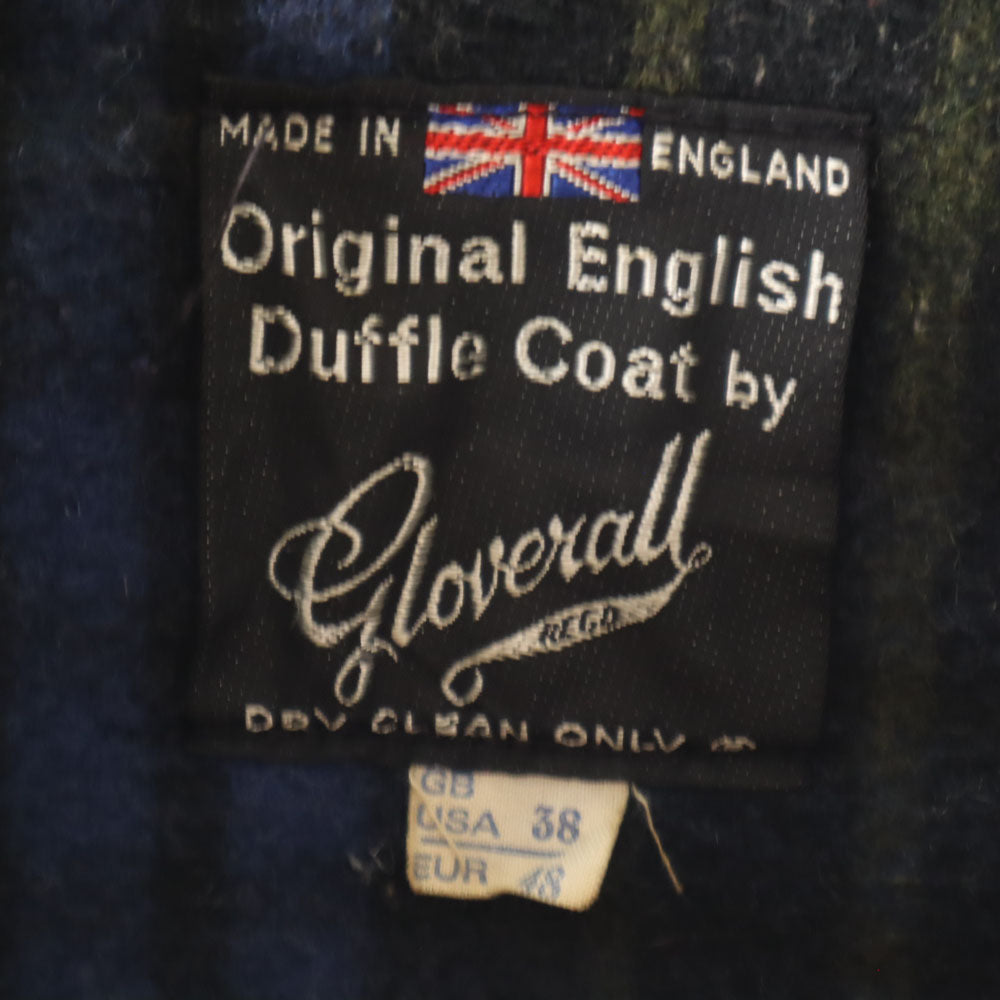 MADE IN ENGLAND
Original English
Duffle Coat by
Gloverall
REGD
DRY CLEAN ONLY
GB
USA 38
EUR 48